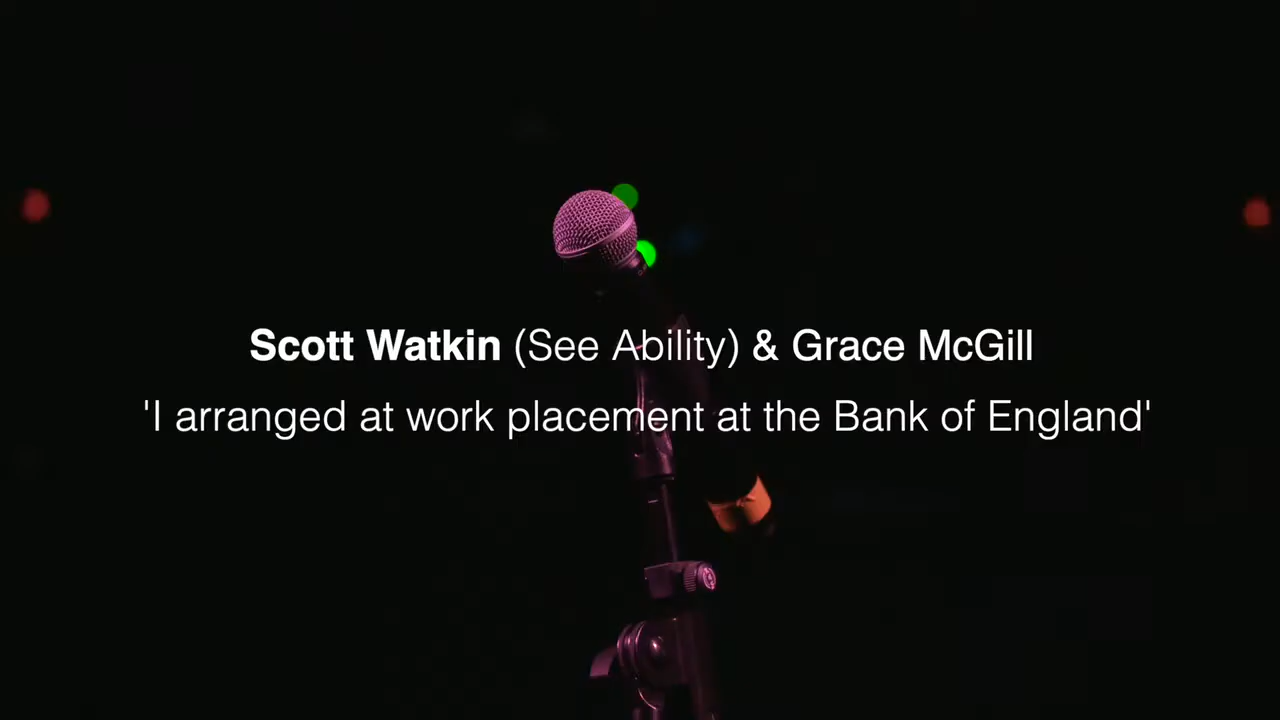 Scott Watkin (See Ability) & Grace McGill
'I arranged at work placement at the Bank of England'